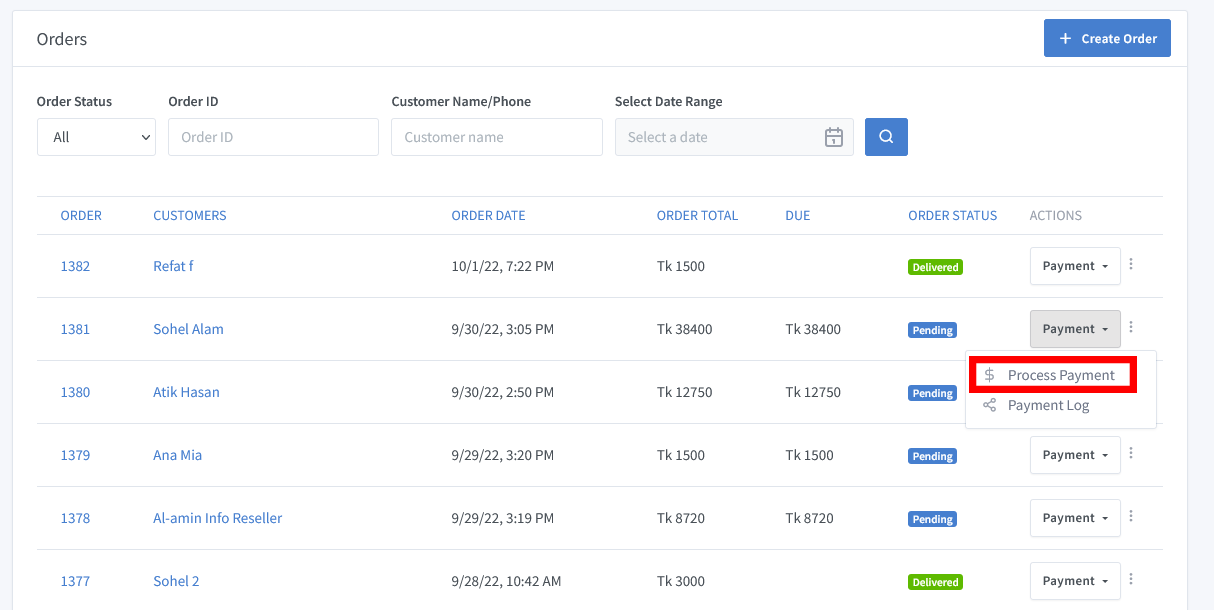 Orders
+ Create Order
Order Status Order ID Customer Name/Phone Select Date Range
All Order ID Customer name Select a date 1
ORDER CUSTOMERS ORDER DATE ORDER TOTAL DUE ORDER STATUS ACTIONS
1382 Refat f 10/1/22, 7:22 PM Tk 1500 Delivered Payment
1381 Sohel Alam 9/30/22, 3:05 PM Tk 38400 Tk 38400 Pending Payment
$ Process Payment
1380 Atik Hasan 9/30/22, 2:50 PM Tk 12750 Tk 12750 Pending
Payment Log
1379 Ana Mia 9/29/22, 3:20 PM Tk 1500 Tk 1500 Pending Payment
1378 Al-amin Info Reseller 9/29/22, 3:19 PM Tk 8720 Tk 8720 Pending Payment
1377 Sohel 2 9/28/22, 10:42 AM Tk 3000 Delivered Payment